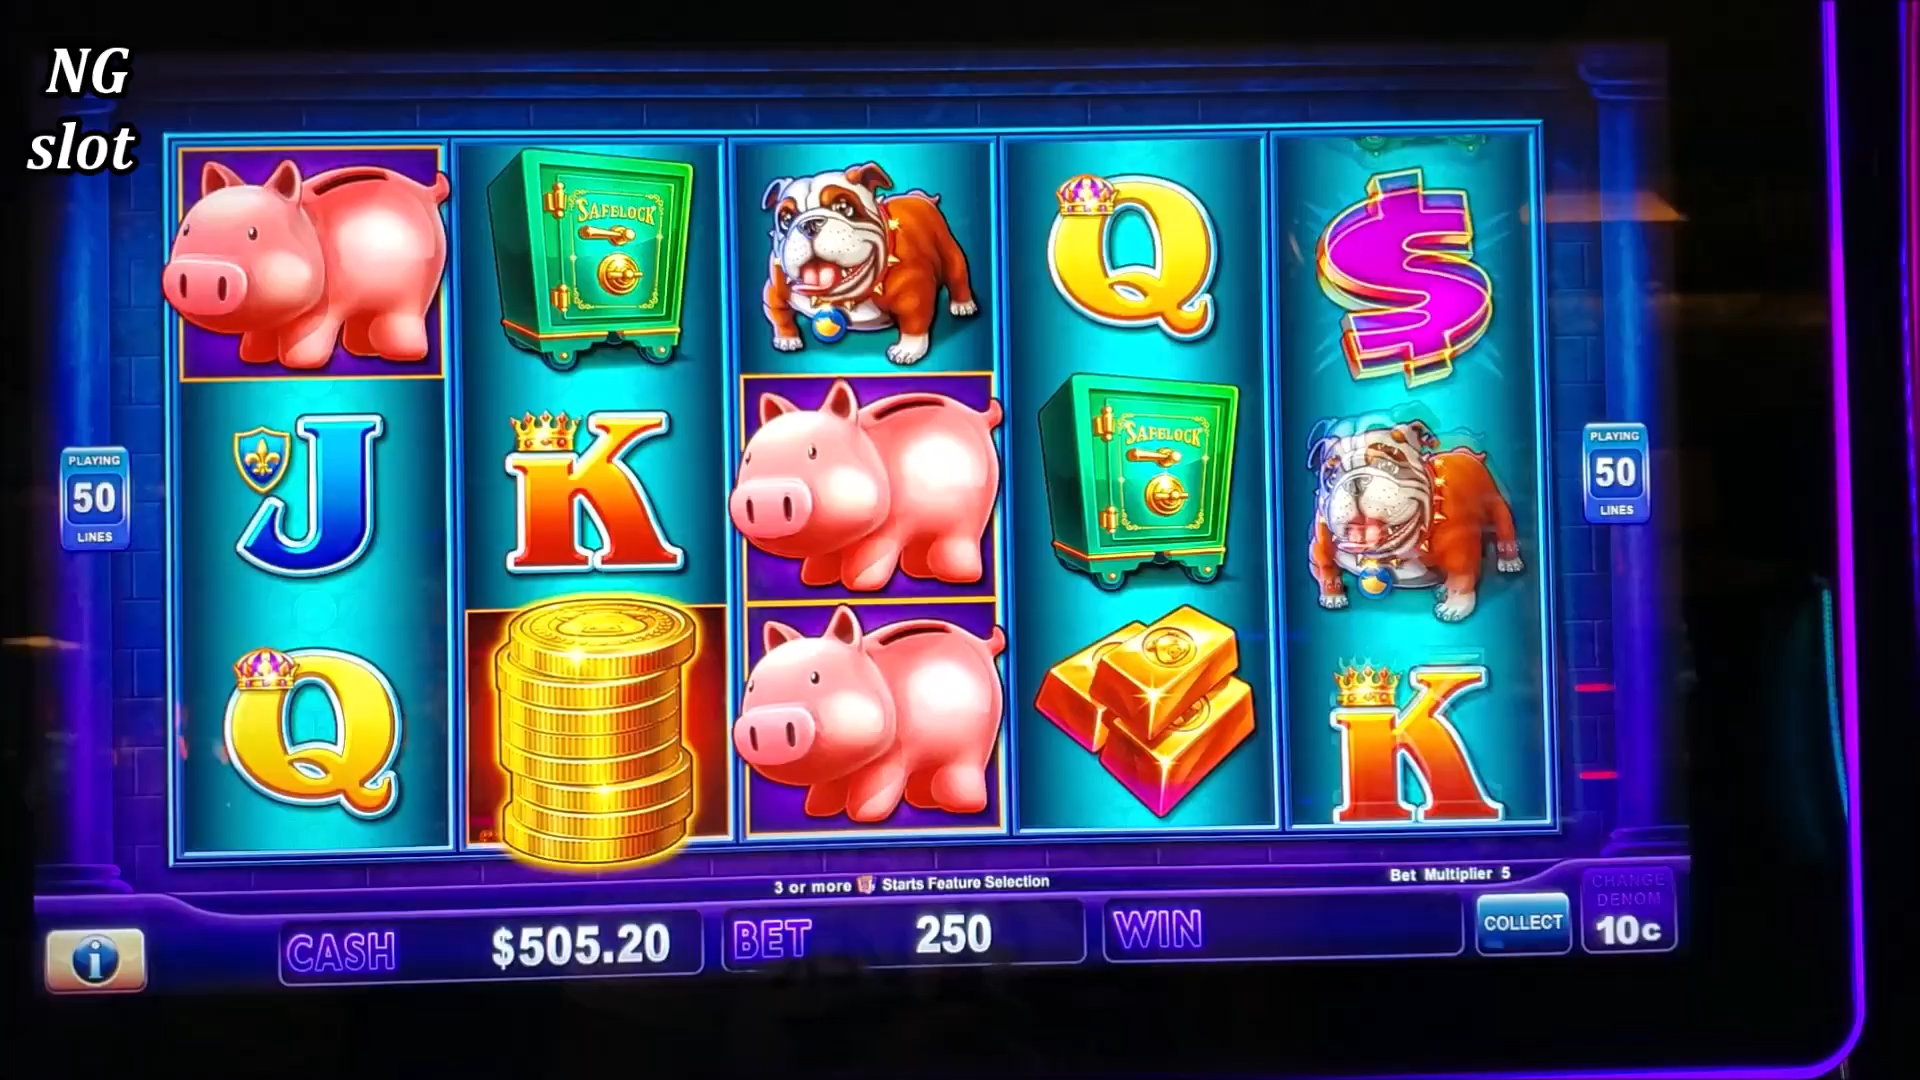 NG
slot
SAFELOCK
Q
$
J
K
SAFELOCK
Q
K
PLAYING
50
LINES
PLAYING
50
LINES
3 or more Starts Feature Selection
Bet Multiplier 5
CASH $505.20
BET 250
WIN
COLLECT
CHANGE
DENOM
10c
i